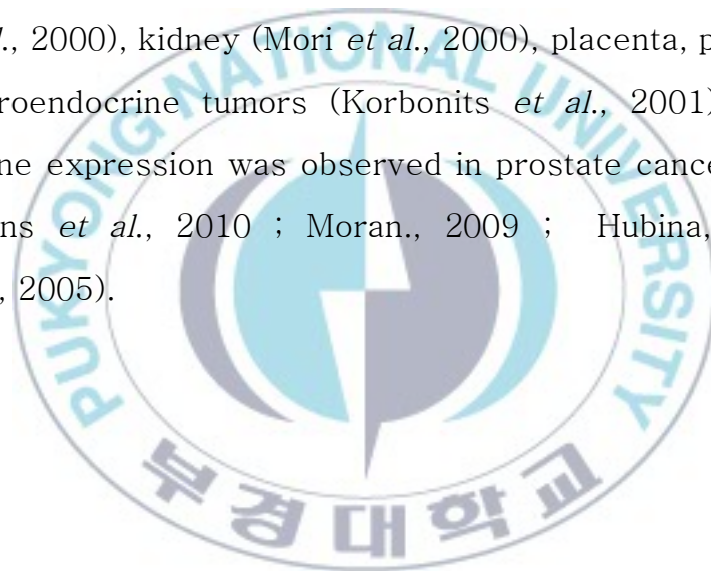 l., 2000), kidney (Mori et al., 2000), placenta, p
roendocrine tumors (Korbonits et al., 2001)
ne expression was observed in prostate cance
ns et al., 2010 ; Moran., 2009 ; Hubina,
, 2005).
PUKYONG NATIONAL UNIVERSITY
부경대학교